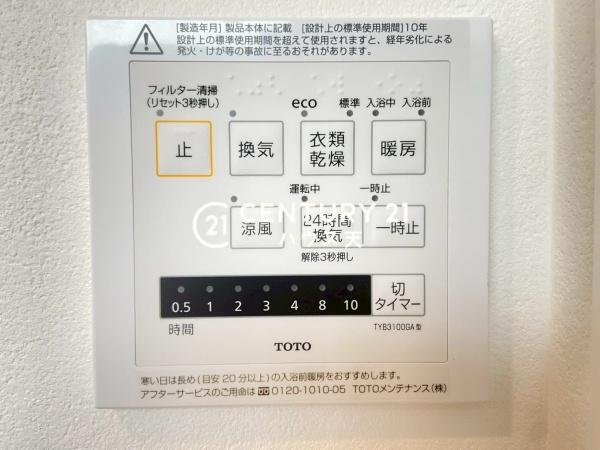 [製造年月] 製品本体に記載 [設計上の標準使用期間]10年
設計上の標準使用期間を超えて使用されますと、経年劣化による
発火・けが等の事故に至るおそれがあります。
フィルター清掃
(リセット3秒押し)
eco 標準 入浴中 入浴前
止 換気 衣類乾燥 暖房
運転中 一時止
涼風 24時間換気 一時止
解除3秒押し
CENTURY 21
21
0.5 1 2 3 4 8 10
切タイマー
時間
TYB3100GA型
TOTO
寒い日は長め(目安20分以上)の入浴前暖房をおすすめします。
アフターサービスのご用命は 0120-1010-05 TOTOメンテナンス(株)